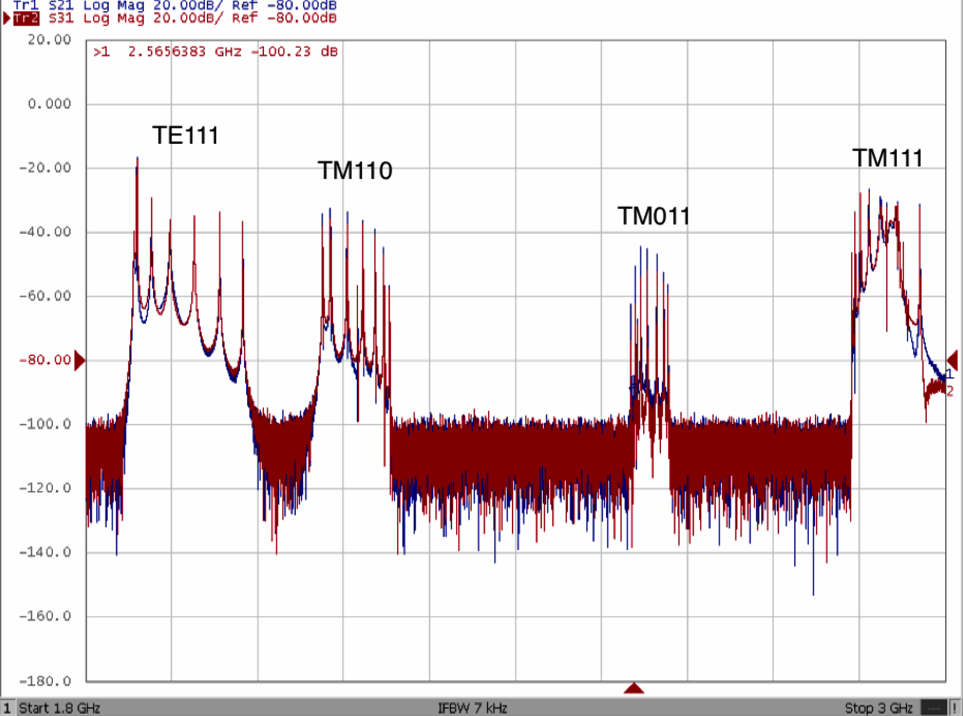 Tr1 S21 Log Mag 20.00dB/ Ref -80.00dB
Tr2 S31 Log Mag 20.00dB/ Ref -80.00dB
20.00
>1 2.5656383 GHz -100.23 dB
0.000
TE111
TM110
TM011
TM111
-20.00
-40.00
-60.00
-80.00
1
2
-100.0
-120.0
-140.0
-160.0
-180.0
1 Start 1.8 GHz IFBW 7 kHz Stop 3 GHz --- !